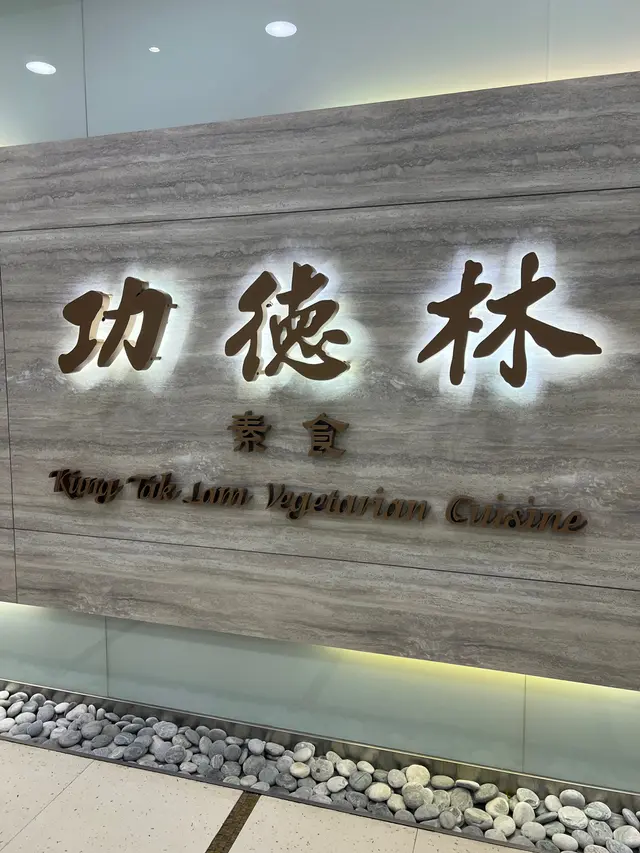 功德林
素食
Kung Tak Lam Vegetarian Cuisine